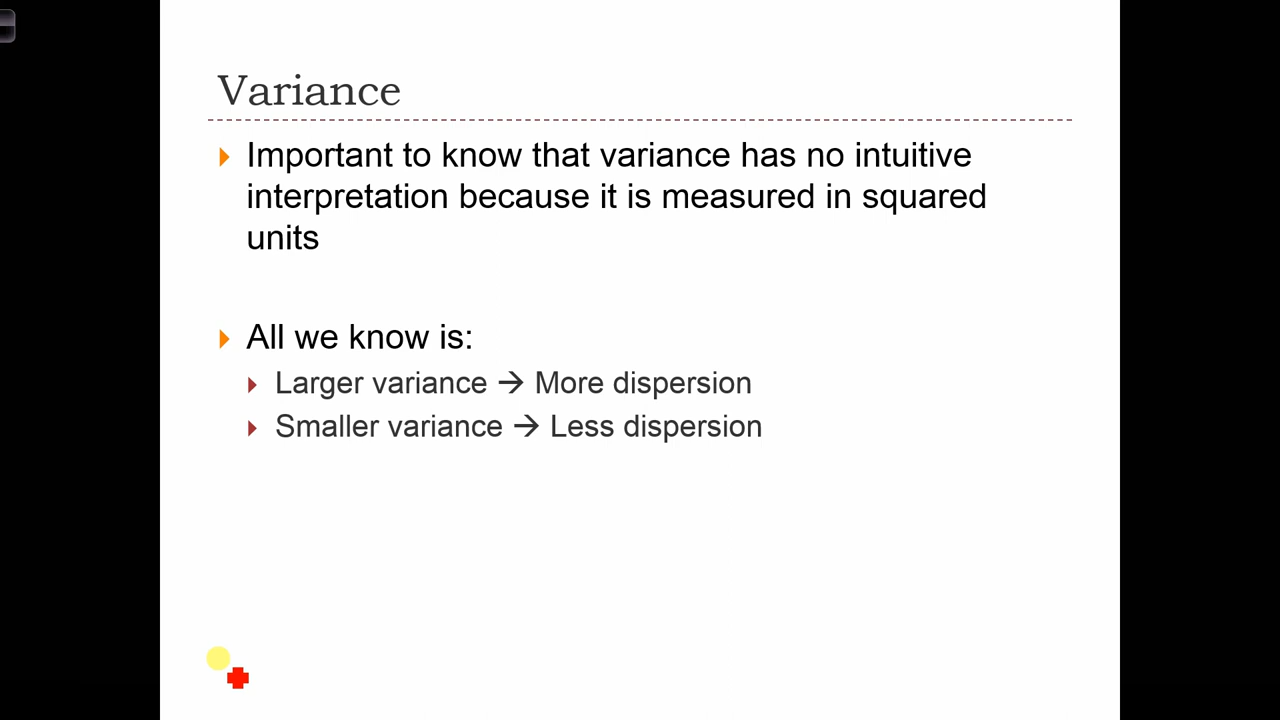 Variance
Important to know that variance has no intuitive
interpretation because it is measured in squared
units
All we know is:
Larger variance → More dispersion
Smaller variance → Less dispersion